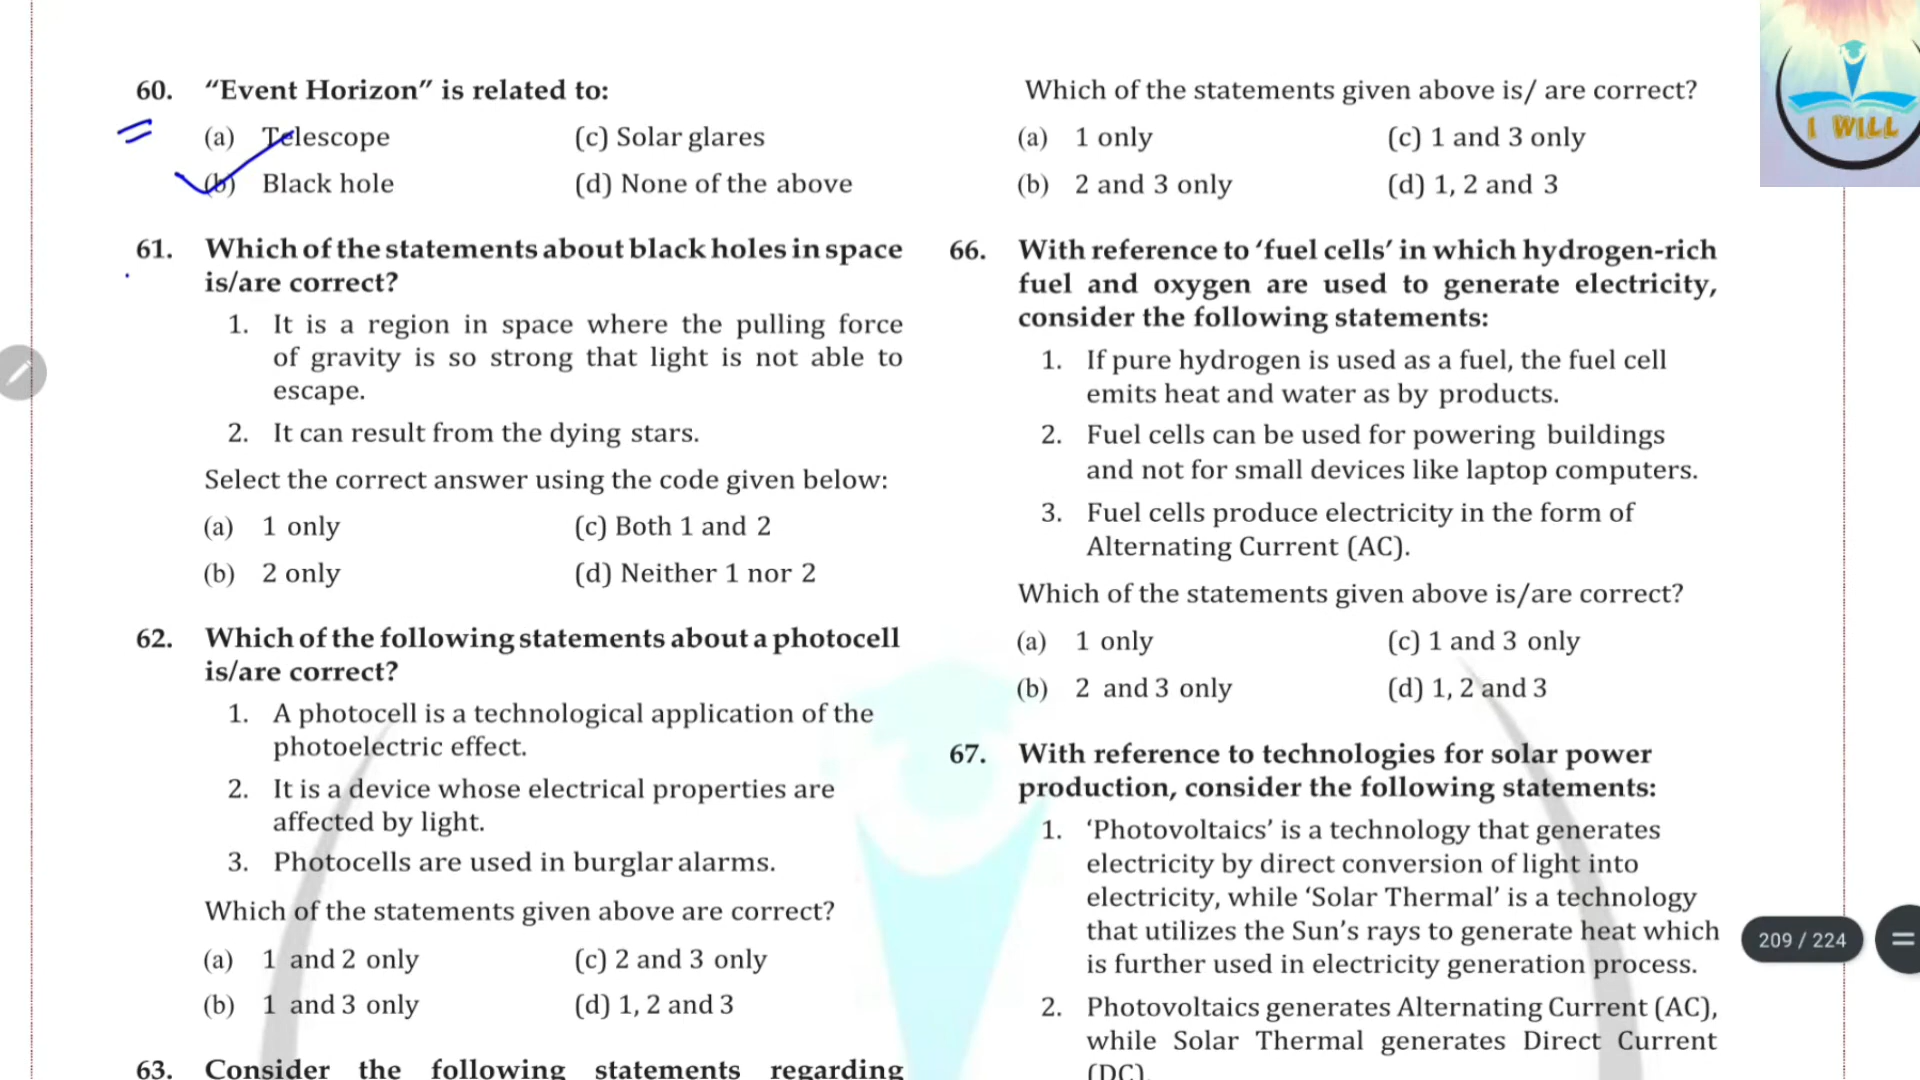 60. “Event Horizon” is related to:
(a) Telescope (c) Solar glares
(b) Black hole (d) None of the above
61. Which of the statements about black holes in space
is/are correct?
1. It is a region in space where the pulling force
of gravity is so strong that light is not able to
escape.
2. It can result from the dying stars.
Select the correct answer using the code given below:
(a) 1 only (c) Both 1 and 2
(b) 2 only (d) Neither 1 nor 2
62. Which of the following statements about a photocell
is/are correct?
1. A photocell is a technological application of the
photoelectric effect.
2. It is a device whose electrical properties are
affected by light.
3. Photocells are used in burglar alarms.
Which of the statements given above are correct?
(a) 1 and 2 only (c) 2 and 3 only
(b) 1 and 3 only (d) 1, 2 and 3
63. Consider the following statements regarding
Which of the statements given above is/ are correct?
(a) 1 only (c) 1 and 3 only
(b) 2 and 3 only (d) 1, 2 and 3
66. With reference to ‘fuel cells’ in which hydrogen-rich
fuel and oxygen are used to generate electricity,
consider the following statements:
1. If pure hydrogen is used as a fuel, the fuel cell
emits heat and water as by products.
2. Fuel cells can be used for powering buildings
and not for small devices like laptop computers.
3. Fuel cells produce electricity in the form of
Alternating Current (AC).
Which of the statements given above is/are correct?
(a) 1 only (c) 1 and 3 only
(b) 2 and 3 only (d) 1, 2 and 3
67. With reference to technologies for solar power
production, consider the following statements:
1. ‘Photovoltaics’ is a technology that generates
electricity by direct conversion of light into
electricity, while ‘Solar Thermal’ is a technology
that utilizes the Sun’s rays to generate heat which
is further used in electricity generation process.
2. Photovoltaics generates Alternating Current (AC),
while Solar Thermal generates Direct Current
(DC).
I WILL
209 / 224